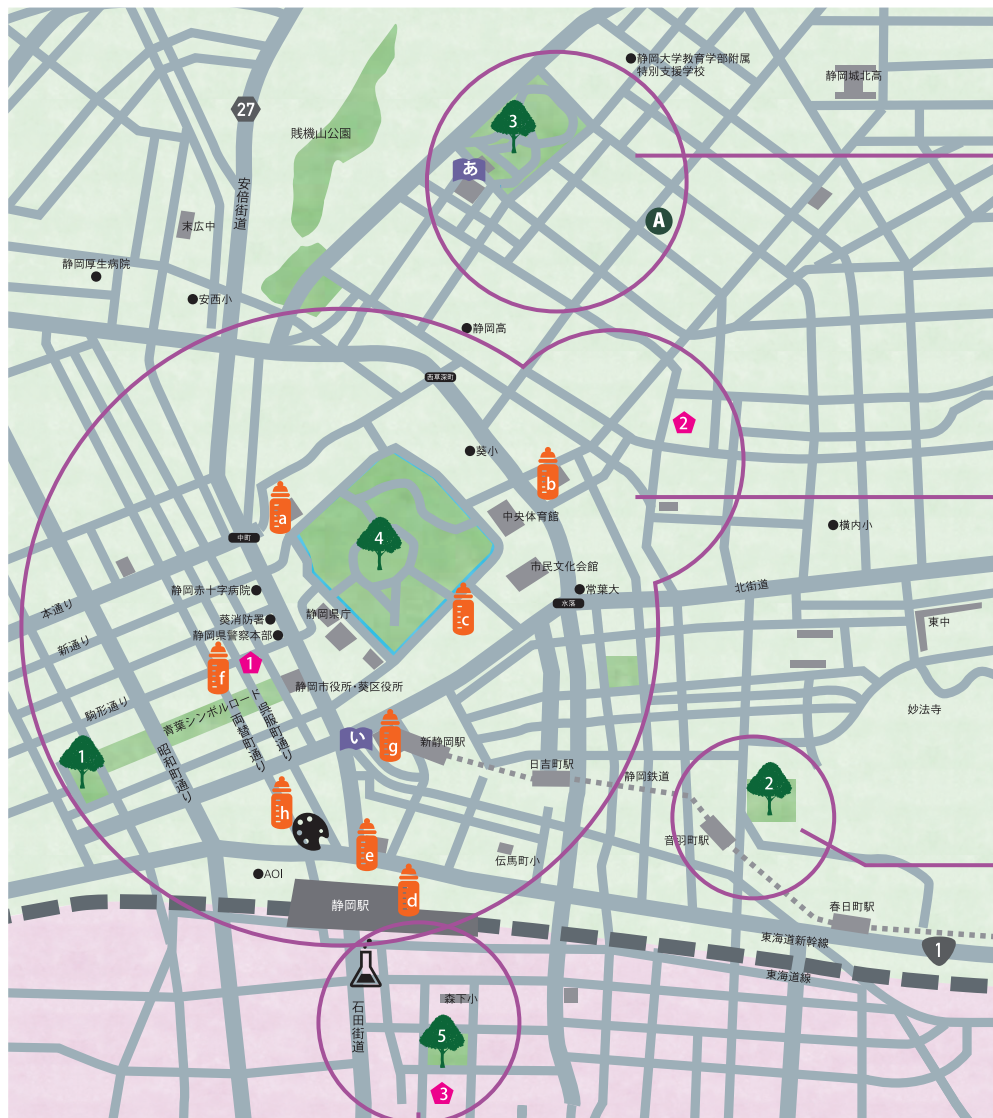 静岡大学教育学部附属
特別支援学校
静岡城北高
3
27
賤機山公園
あ
安倍街道
末広中
A
静岡厚生病院
安西小
静岡高
西草深町
2
葵小
b
a
中央体育館
4
横内小
中町
市民文化会館
北街道
静岡赤十字病院
常葉大
水落
本通り
葵消防署
静岡県庁
c
東中
静岡県警察本部
新通り
f
1
静岡市役所・葵区役所
駒形通り
青葉シンボルロード
呉服町通り
両替町通り
昭和町通り
妙法寺
い
g
新静岡駅
1
日吉町駅
静岡鉄道
2
h
音羽町駅
e
伝馬町小
AOI
d
静岡駅
春日町駅
東海道新幹線
1
東海道線
森下小
石田街道
5
3